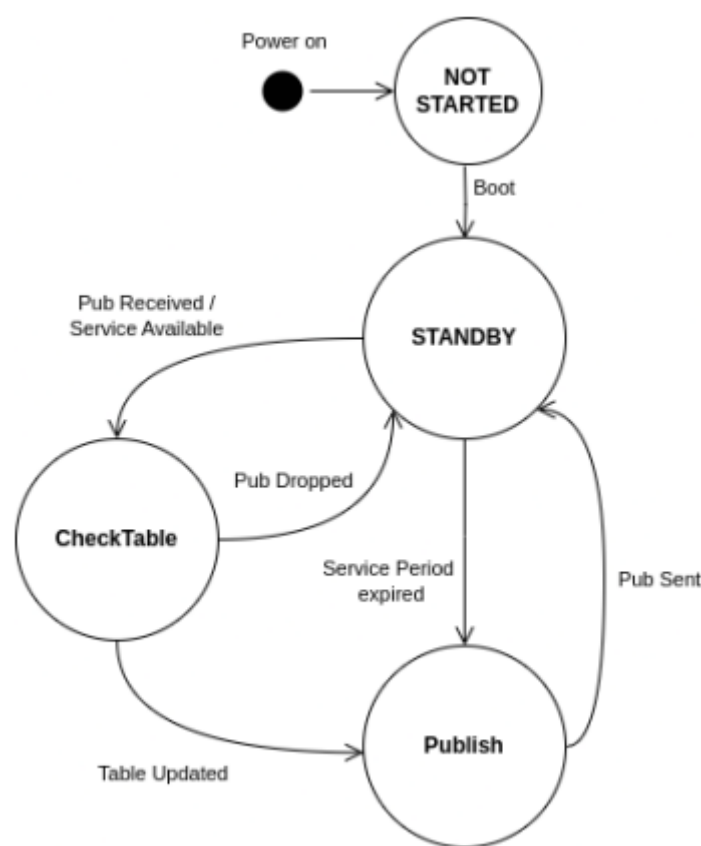 Power on
NOT
STARTED
Boot
Pub Received /
Service Available
STANDBY
Pub Dropped
CheckTable
Service Period
expired
Pub Sent
Publish
Table Updated